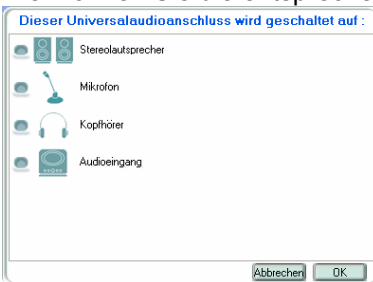 Dieser Universalaudioanschluss wird geschaltet auf :
Stereolautsprecher
Mikrofon
Kopfhörer
Audioeingang
Abbrechen OK